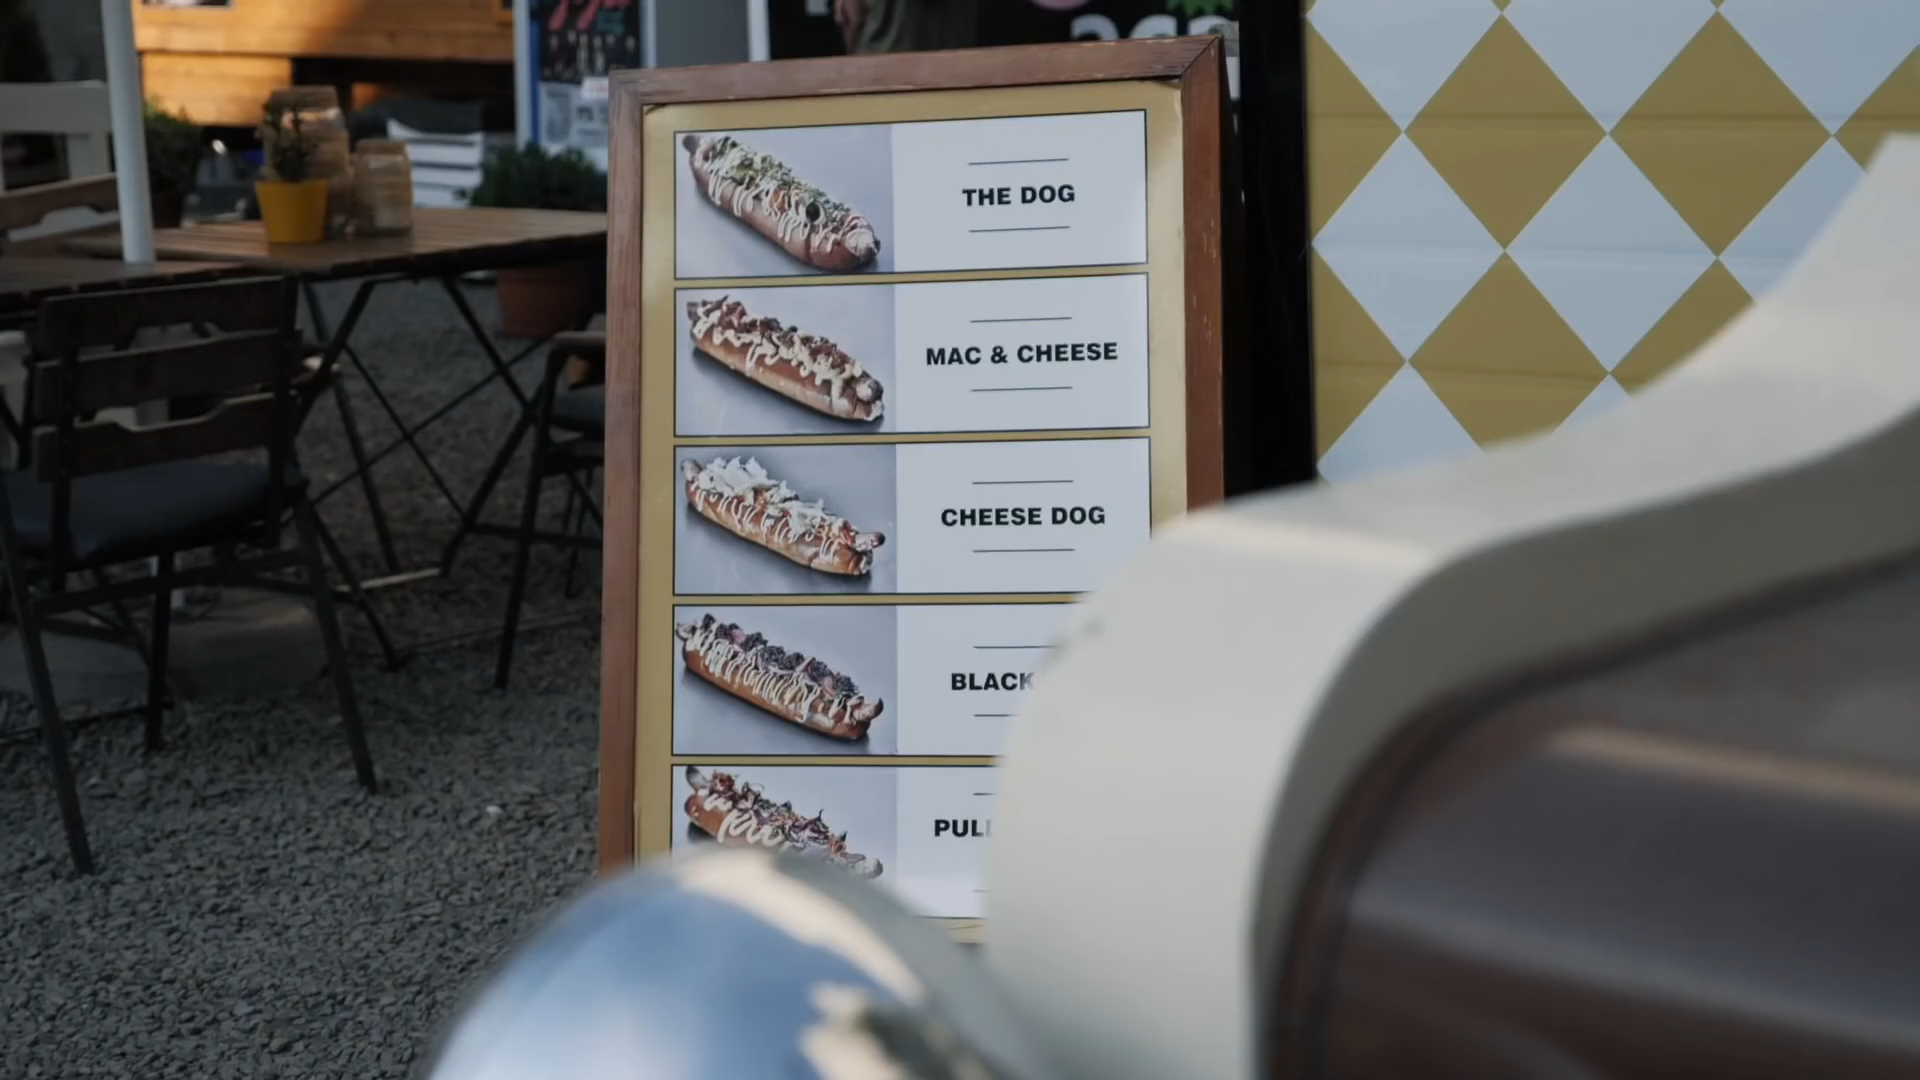 THE DOG
MAC & CHEESE
CHEESE DOG
BLACK
PUL